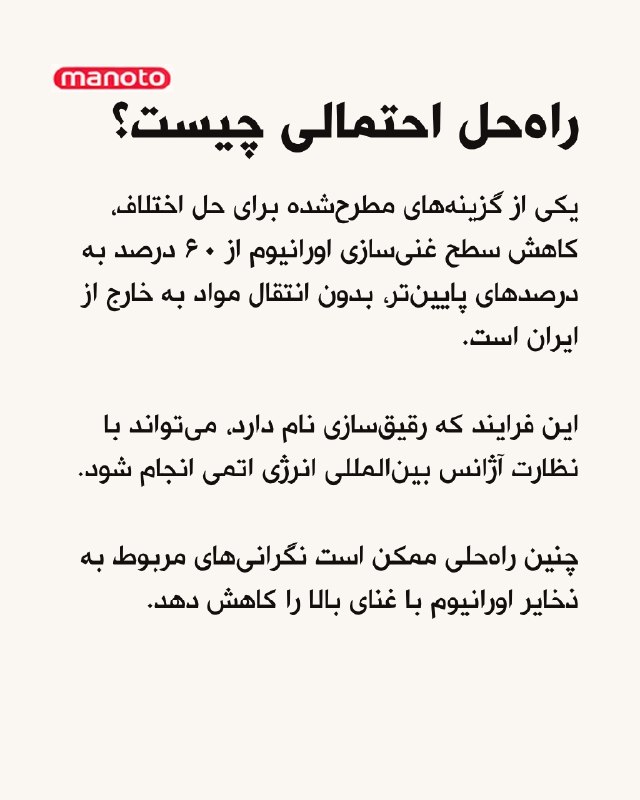 manoto
راه‌حل احتمالی چیست؟
یکی از گزینه‌های مطرح‌شده برای حل اختلاف،
کاهش سطح غنی‌سازی اورانیوم از ۶۰ درصد به
درصدهای پایین‌تر، بدون انتقال مواد به خارج از
ایران است.
این فرایند که رقیق‌سازی نام دارد، می‌تواند با
نظارت آژانس بین‌المللی انرژی اتمی انجام شود.
چنین راه‌حلی ممکن است نگرانی‌های مربوط به
ذخایر اورانیوم با غنای بالا را کاهش دهد.